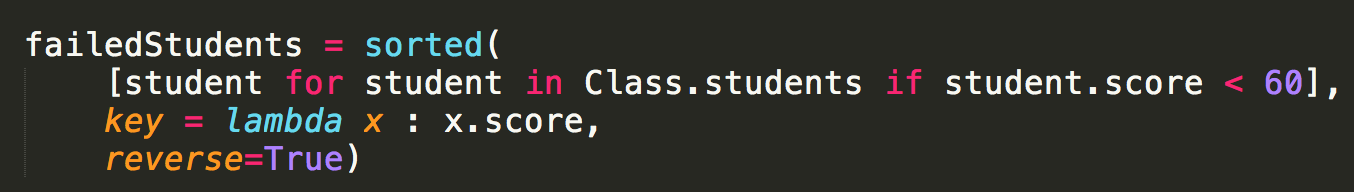 failedStudents = sorted(
    [student for student in Class.students if student.score < 60],
    key = lambda x : x.score,
    reverse=True)